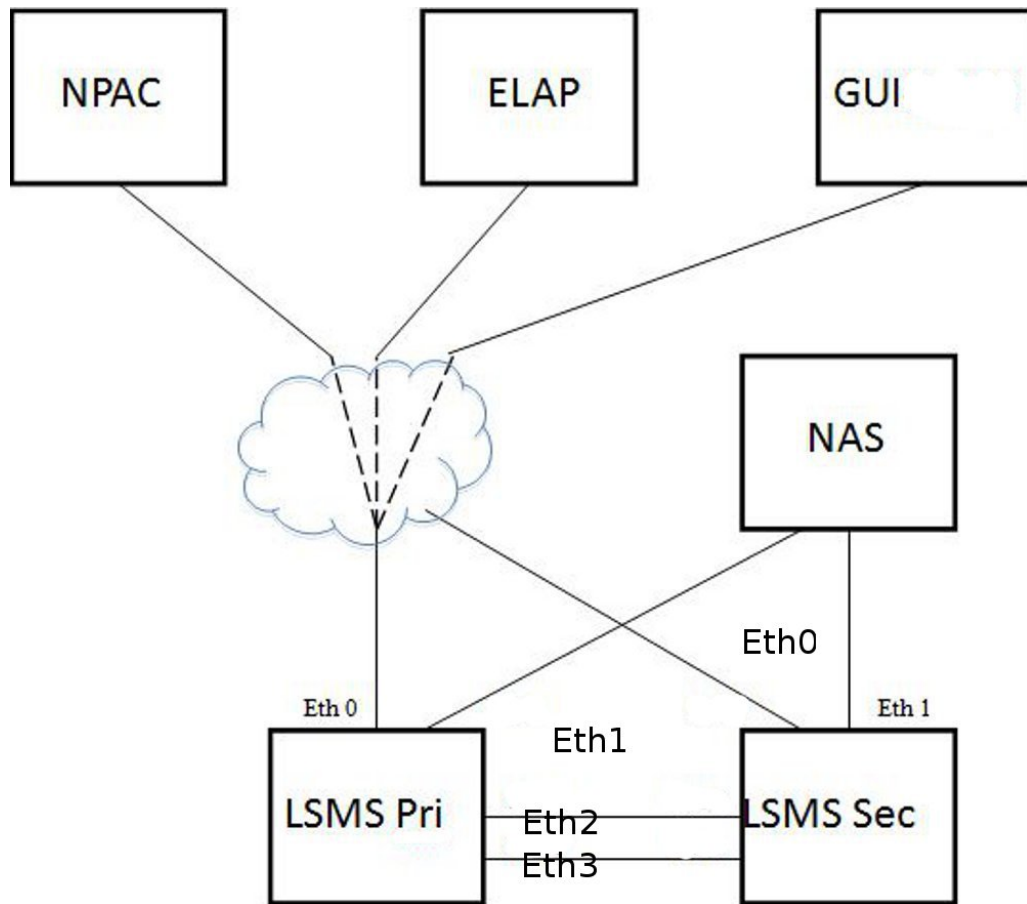 NPAC
ELAP
GUI
NAS
Eth0
Eth 0
Eth 1
Eth1
LSMS Pri
LSMS Sec
Eth2
Eth3